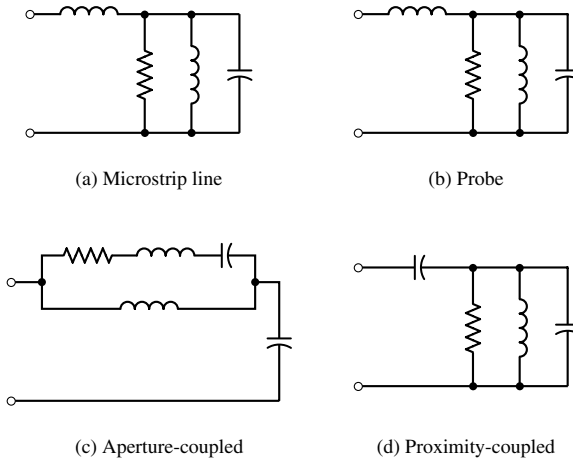 (a) Microstrip line
(b) Probe
(c) Aperture-coupled
(d) Proximity-coupled